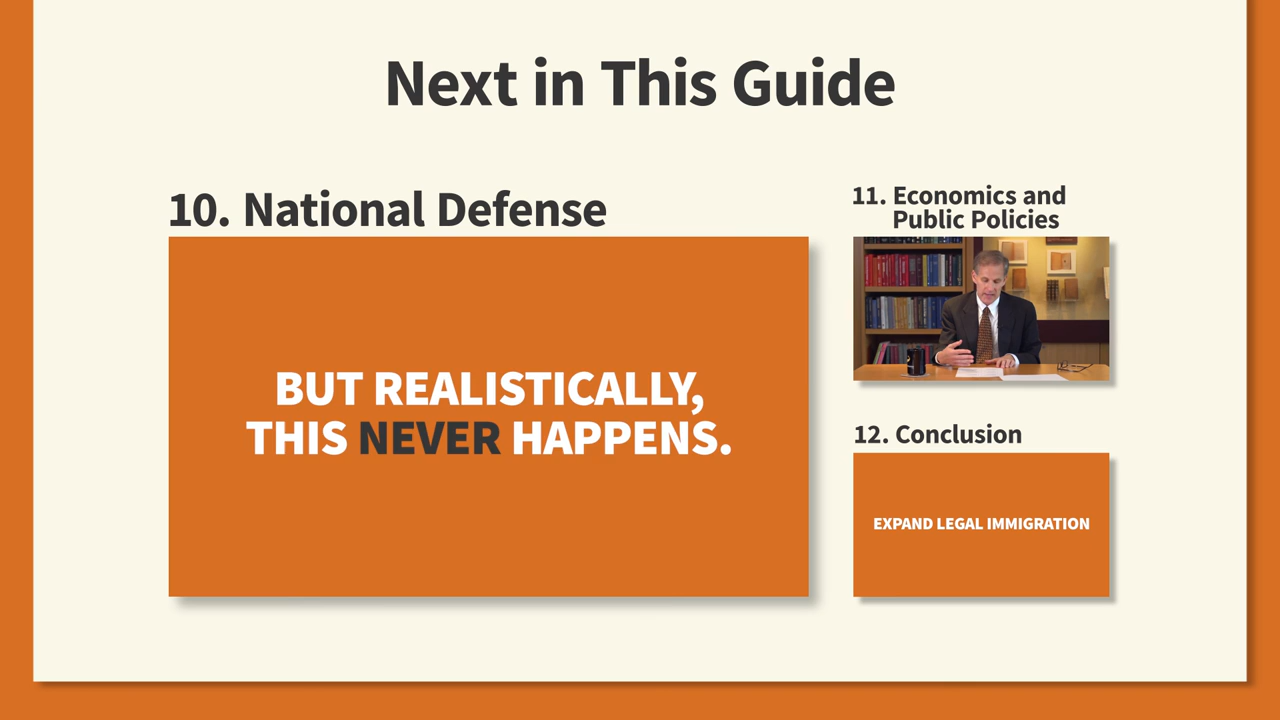 Next in This Guide
10. National Defense
BUT REALISTICALLY,
THIS NEVER HAPPENS.
11. Economics and
Public Policies
12. Conclusion
EXPAND LEGAL IMMIGRATION